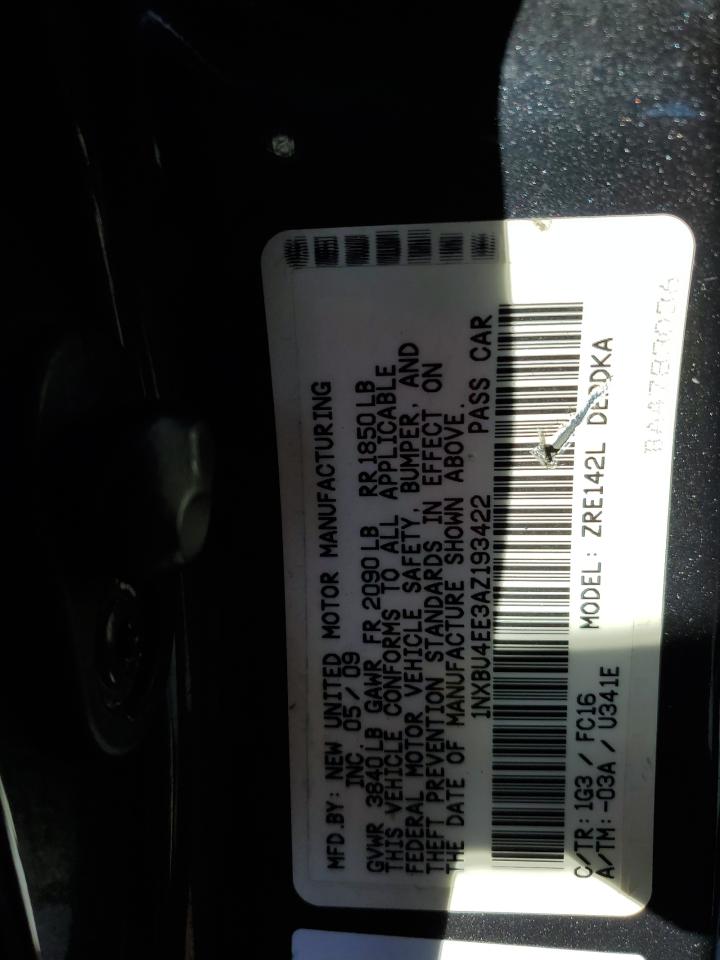 MFD.BY: NEW UNITED MOTOR MANUFACTURING
INC. 05/09
GVWR 3840LB GAWR FR 2090LB RR 1850LB
THIS VEHICLE CONFORMS TO ALL APPLICABLE
FEDERAL MOTOR VEHICLE SAFETY, BUMPER, AND
THEFT PREVENTION STANDARDS IN EFFECT ON
THE DATE OF MANUFACTURE SHOWN ABOVE.
1NXBU4EE3AZ193422 PASS CAR
C/TR: 1G3 / FC16 MODEL: ZRE142L
A/TM: -03A / U341E